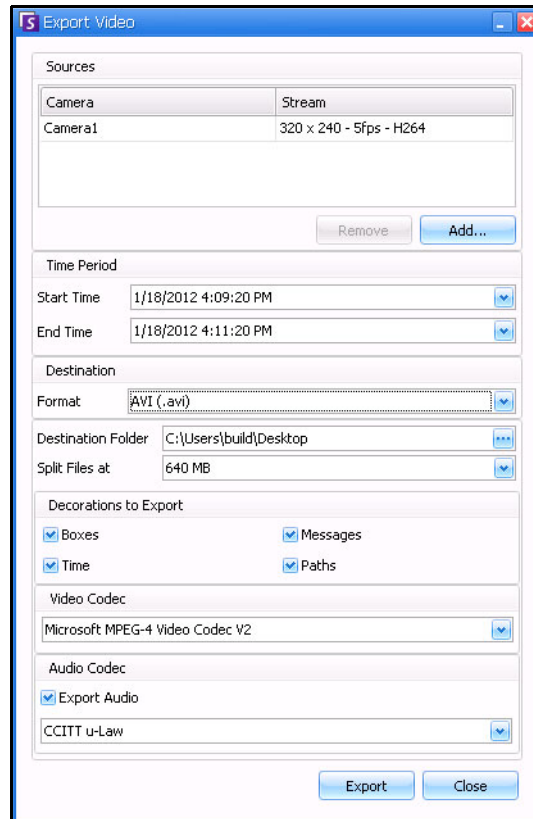 S Export Video
Sources
Camera Stream
Camera1 320 x 240 - 5fps - H264
Remove Add...
Time Period
Start Time 1/18/2012 4:09:20 PM
End Time 1/18/2012 4:11:20 PM
Destination
Format AVI (.avi)
Destination Folder C:\Users\build\Desktop ...
Split Files at 640 MB
Decorations to Export
Boxes Messages
Time Paths
Video Codec
Microsoft MPEG-4 Video Codec V2
Audio Codec
Export Audio
CCITT u-Law
Export Close